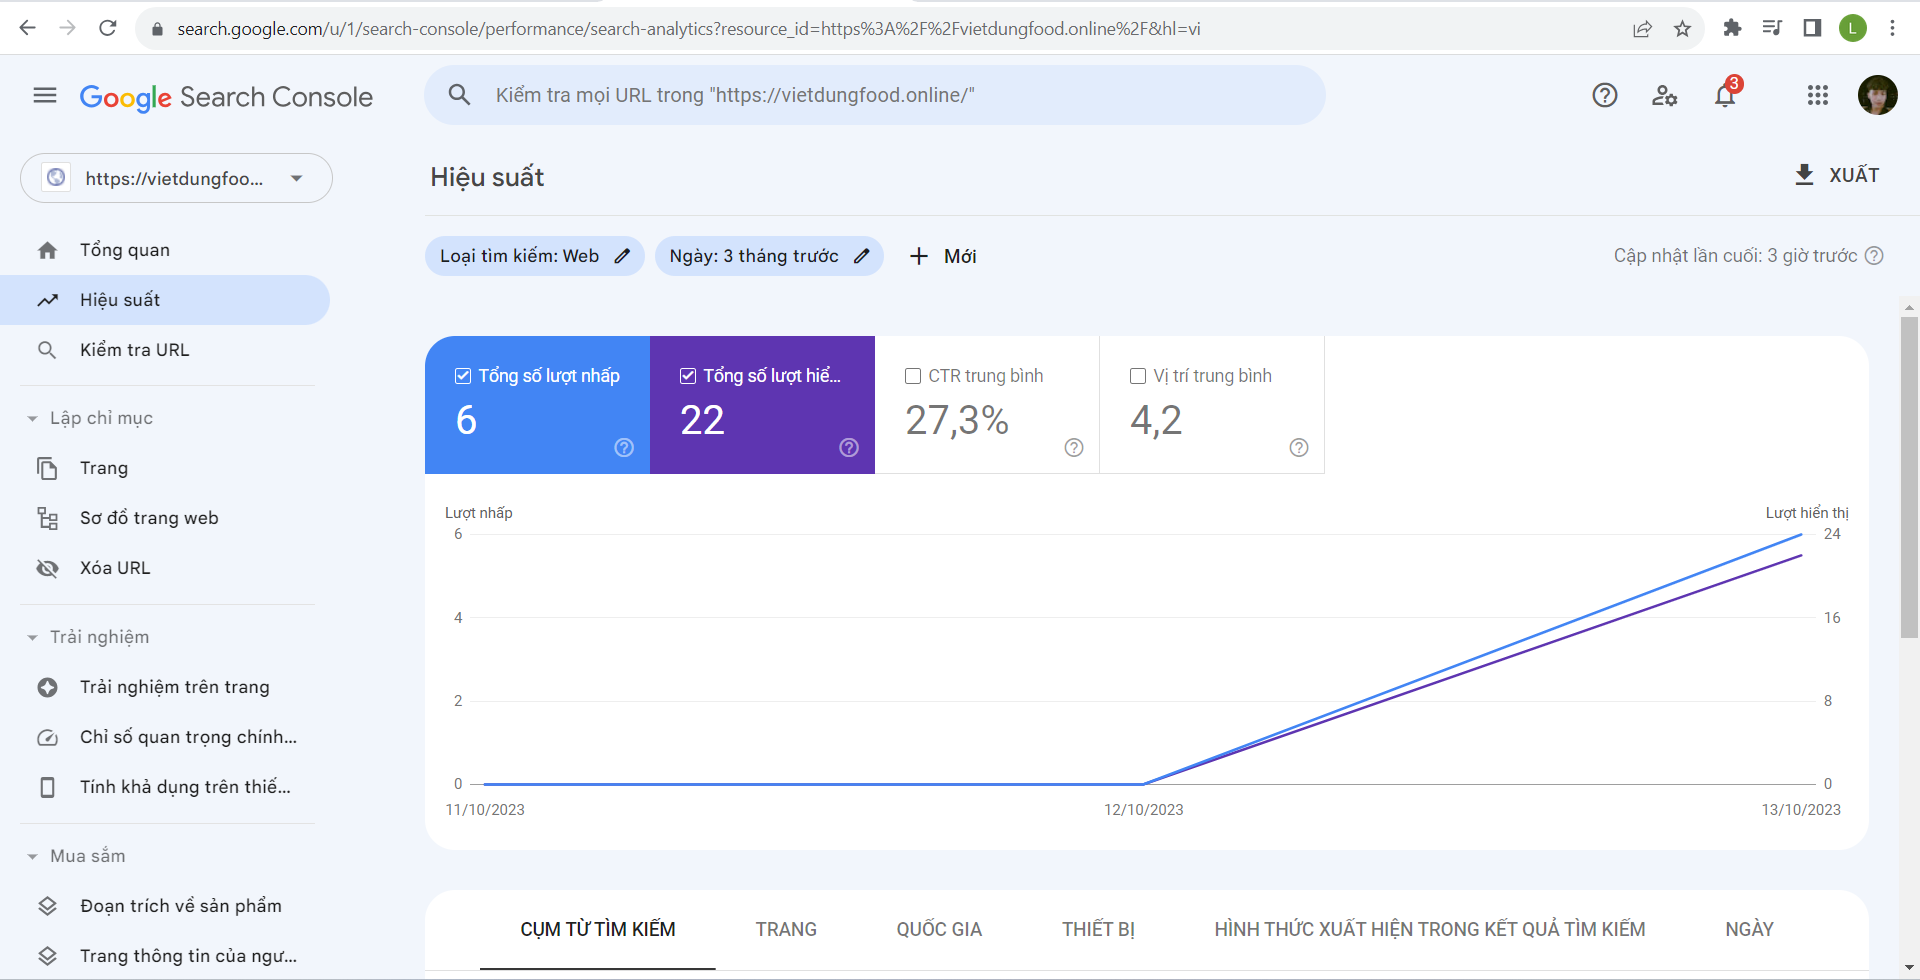 search.google.com/u/1/search-console/performance/search-analytics?resource_id=https%3A%2F%2Fvietdungfood.online%2F&hl=vi
L
Google Search Console
Kiểm tra mọi URL trong "https://vietdungfood.online/"
3
https://vietdungfoo...
Hiệu suất
XUẤT
Loại tìm kiếm: Web
Ngày: 3 tháng trước
Mới
Cập nhật lần cuối: 3 giờ trước
Tổng quan
Hiệu suất
Kiểm tra URL
Lập chỉ mục
Trang
Sơ đồ trang web
Xóa URL
Trải nghiệm
Trải nghiệm trên trang
Chỉ số quan trọng chính...
Tính khả dụng trên thiế...
Mua sắm
Đoạn trích về sản phẩm
Trang thông tin của ngư...
Tổng số lượt nhấp
6
Tổng số lượt hiể...
22
CTR trung bình
27,3%
Vị trí trung bình
4,2
Lượt nhấp
Lượt hiển thị
6
24
4
16
2
8
0
0
11/10/2023
12/10/2023
13/10/2023
CỤM TỪ TÌM KIẾM
TRANG
QUỐC GIA
THIẾT BỊ
HÌNH THỨC XUẤT HIỆN TRONG KẾT QUẢ TÌM KIẾM
NGÀY